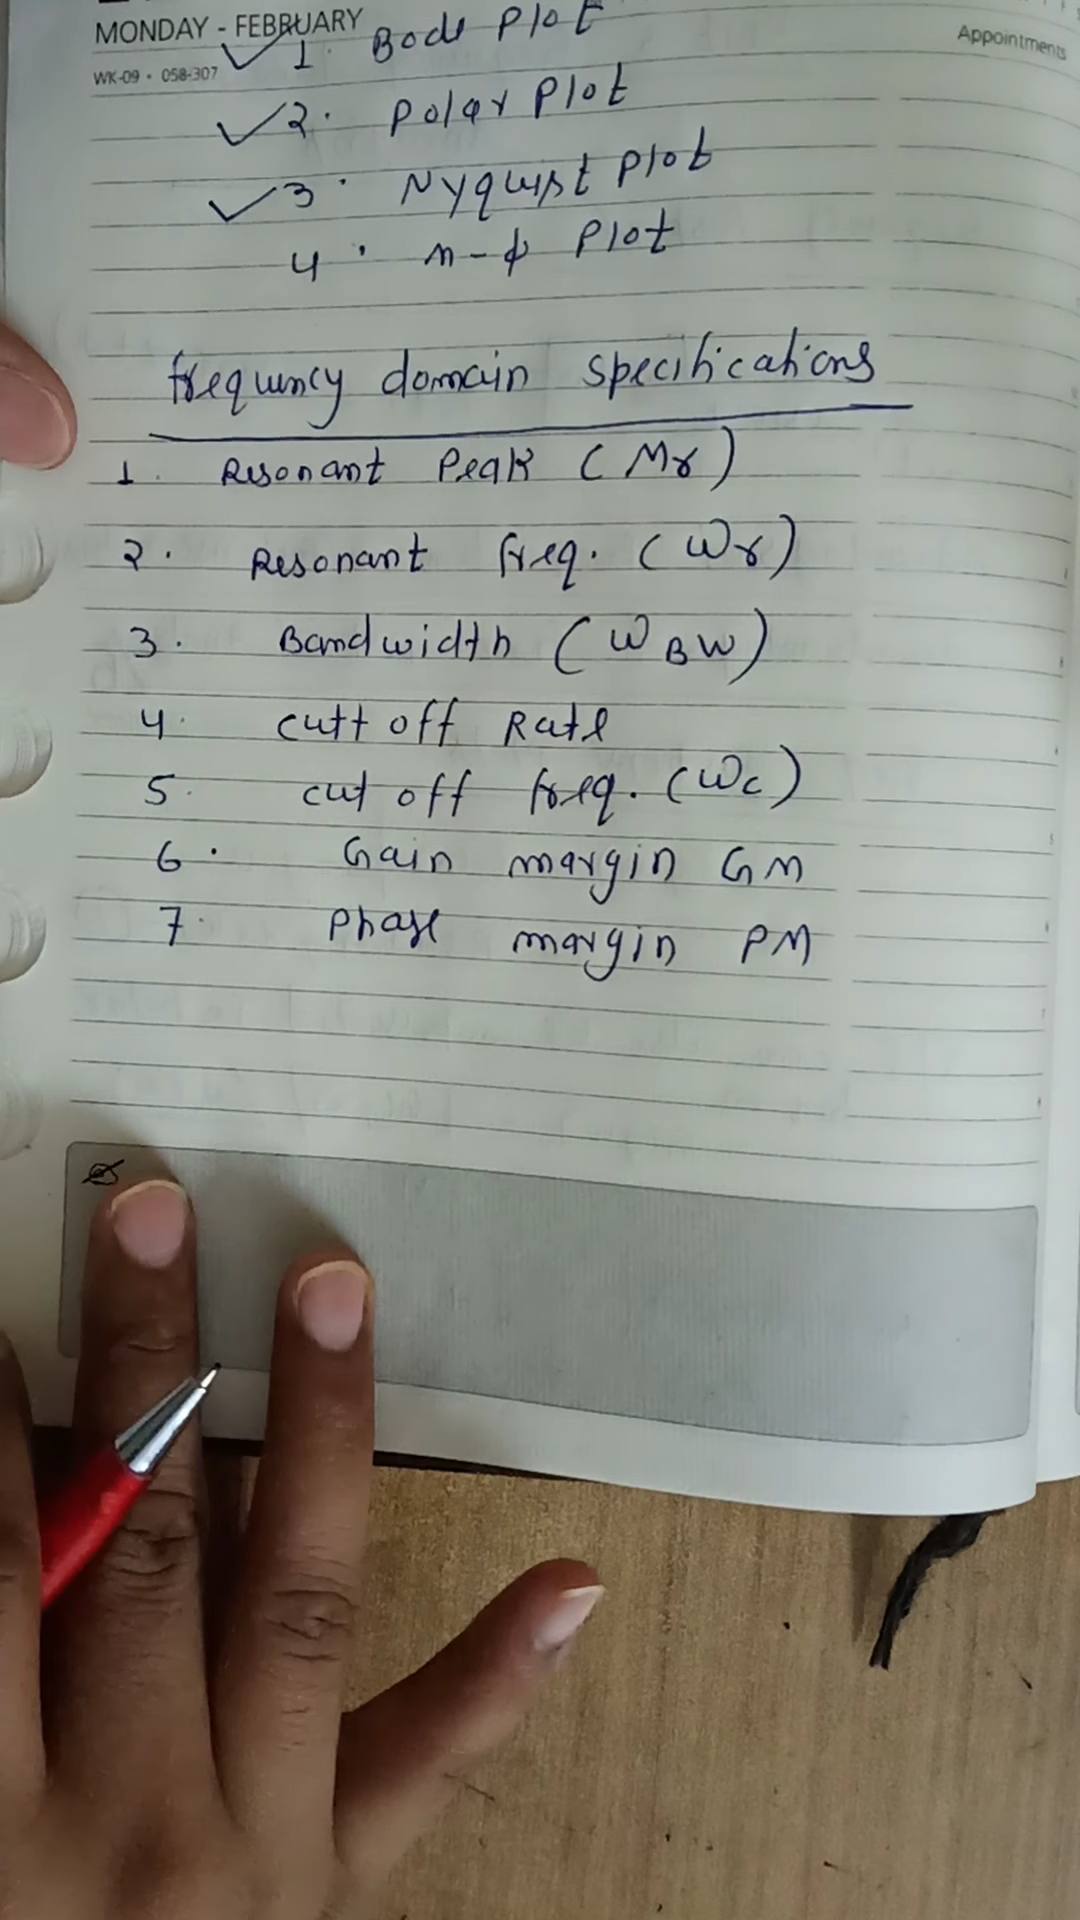 MONDAY - FEBRUARY
WK-09 • 058-307
Appointments
1. Bode Plot
2. Polar Plot
3. Nyquist Plot
4. m-ϕ Plot
frequency domain specifications
1. Resonant Peak (Mr)
2. Resonant freq. (ωr)
3. Bandwidth (ωBW)
4. cutt off Rate
5. cut off freq. (ωc)
6. Gain margin GM
7. Phase margin PM